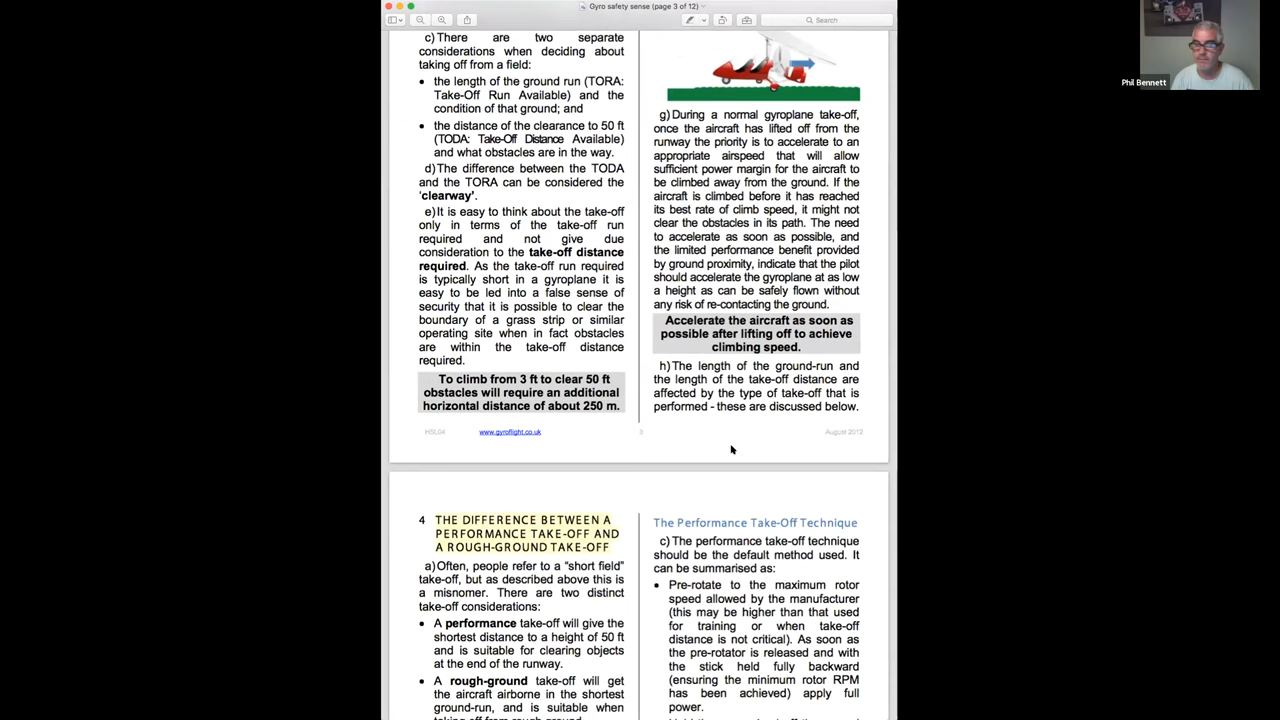 Gyro safety sense (page 3 of 12)
Search
Phil Bennett
c) There are two separate
considerations when deciding about
taking off from a field:
• the length of the ground run (TORA:
Take-Off Run Available) and the
condition of that ground; and
• the distance of the clearance to 50 ft
(TODA: Take-Off Distance Available)
and what obstacles are in the way.
d) The difference between the TODA
and the TORA can be considered the
'clearway'.
e) It is easy to think about the take-off
only in terms of the take-off run
required and not give due
consideration to the take-off distance
required. As the take-off run required
is typically short in a gyroplane it is
easy to be led into a false sense of
security that it is possible to clear the
boundary of a grass strip or similar
operating site when in fact obstacles
are within the take-off distance
required.
To climb from 3 ft to clear 50 ft
obstacles will require an additional
horizontal distance of about 250 m.
g) During a normal gyroplane take-off,
once the aircraft has lifted off from the
runway the priority is to accelerate to an
appropriate airspeed that will allow
sufficient power margin for the aircraft to
be climbed away from the ground. If the
aircraft is climbed before it has reached
its best rate of climb speed, it might not
clear the obstacles in its path. The need
to accelerate as soon as possible, and
the limited performance benefit provided
by ground proximity, indicate that the pilot
should accelerate the gyroplane at as low
a height as can be safely flown without
any risk of re-contacting the ground.
Accelerate the aircraft as soon as
possible after lifting off to achieve
climbing speed.
h) The length of the ground-run and
the length of the take-off distance are
affected by the type of take-off that is
performed - these are discussed below.
HSL04 www.gyroflight.co.uk 3 August 2012
4 THE DIFFERENCE BETWEEN A
PERFORMANCE TAKE-OFF AND
A ROUGH-GROUND TAKE-OFF
a) Often, people refer to a "short field"
take-off, but as described above this is
a misnomer. There are two distinct
take-off considerations:
• A performance take-off will give the
shortest distance to a height of 50 ft
and is suitable for clearing objects
at the end of the runway.
• A rough-ground take-off will get
the aircraft airborne in the shortest
ground-run, and is suitable when
The Performance Take-Off Technique
c) The performance take-off technique
should be the default method used. It
can be summarised as:
• Pre-rotate to the maximum rotor
speed allowed by the manufacturer
(this may be higher than that used
for training or when take-off
distance is not critical). As soon as
the pre-rotator is released and with
the stick held fully backward
(ensuring the minimum rotor RPM
has been achieved) apply full
power.